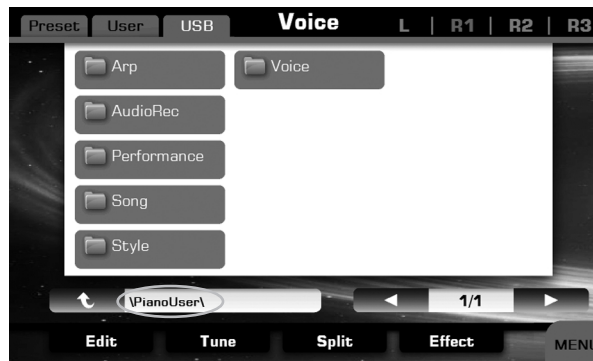 Preset User USB Voice L | R1 | R2 | R3
Arp Voice
AudioRec
Performance
Song
Style
\PianoUser\ 1/1
Edit Tune Split Effect MENU